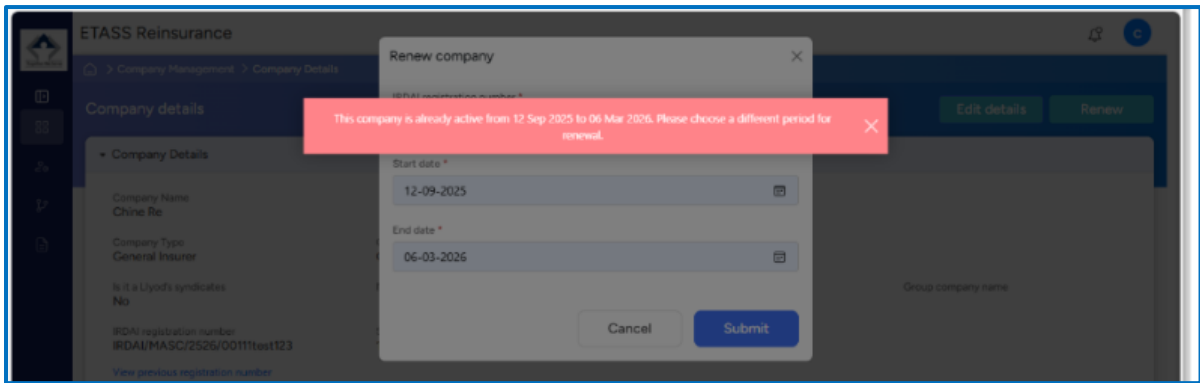 ETASS Reinsurance
C
Renew company
> Company Management > Company Details
IRDAI registration number *
Company details
Edit details
Renew
This company is already active from 12 Sep 2025 to 06 Mar 2026. Please choose a different period for
renewal.
Company Details
Start date *
12-09-2025
Company Name
Chine Re
End date *
Company Type
General Insurer
06-03-2026
Is it a Llyod's syndicates
No
Group company name
IRDAI registration number
IRDAI/MASC/2526/00111test123
Cancel
Submit
View previous registration number